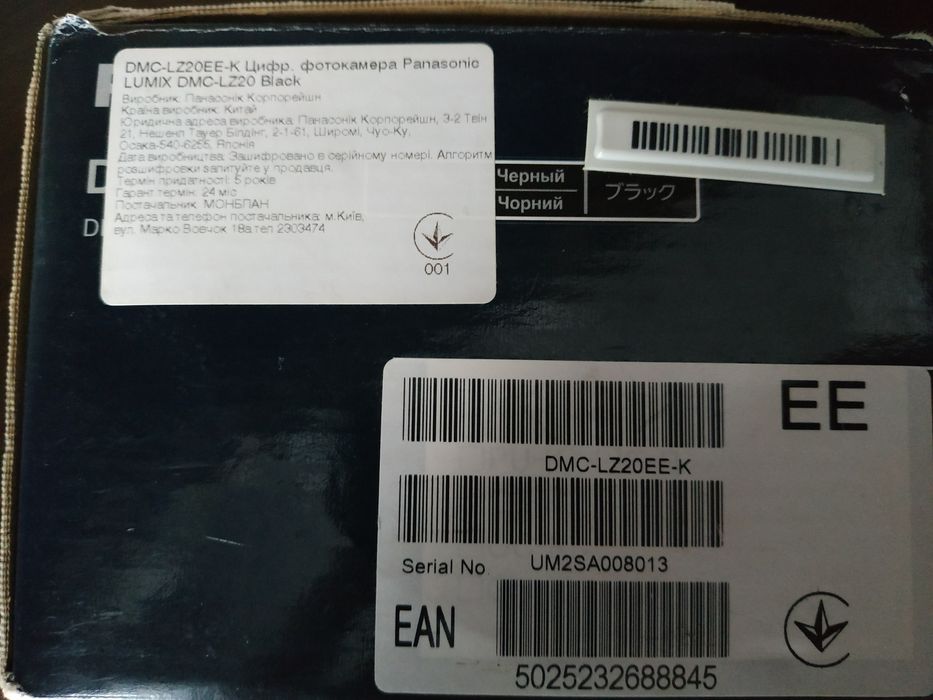 DMC-LZ20EE-K Цифр. фотокамера Panasonic
LUMIX DMC-LZ20 Black
Виробник: Панасонік Корпорейшн
Країна виробник: Китай
Юридична адреса виробника: Панасонік Корпорейшн, 3-2 Твін
21, Нешенл Тауер Білдінг, 2-1-61, Широмі, Чуо-Ку,
Осака-540-6255, Японія
Дата виробництва: Зашифровано в серійному номері. Алгоритм
розшифровки запитуйте у продавця.
Термін придатності: 5 років
Гарант термін: 24 міс
Постачальник: МОНБЛАН
Адреса та телефон постачальника: м.Київ,
вул. Марко Вовчок 18а тел 2303474
001
Черный
Чорний
ブラック
EE
DMC-LZ20EE-K
Serial No. UM2SA008013
EAN
5025232688845